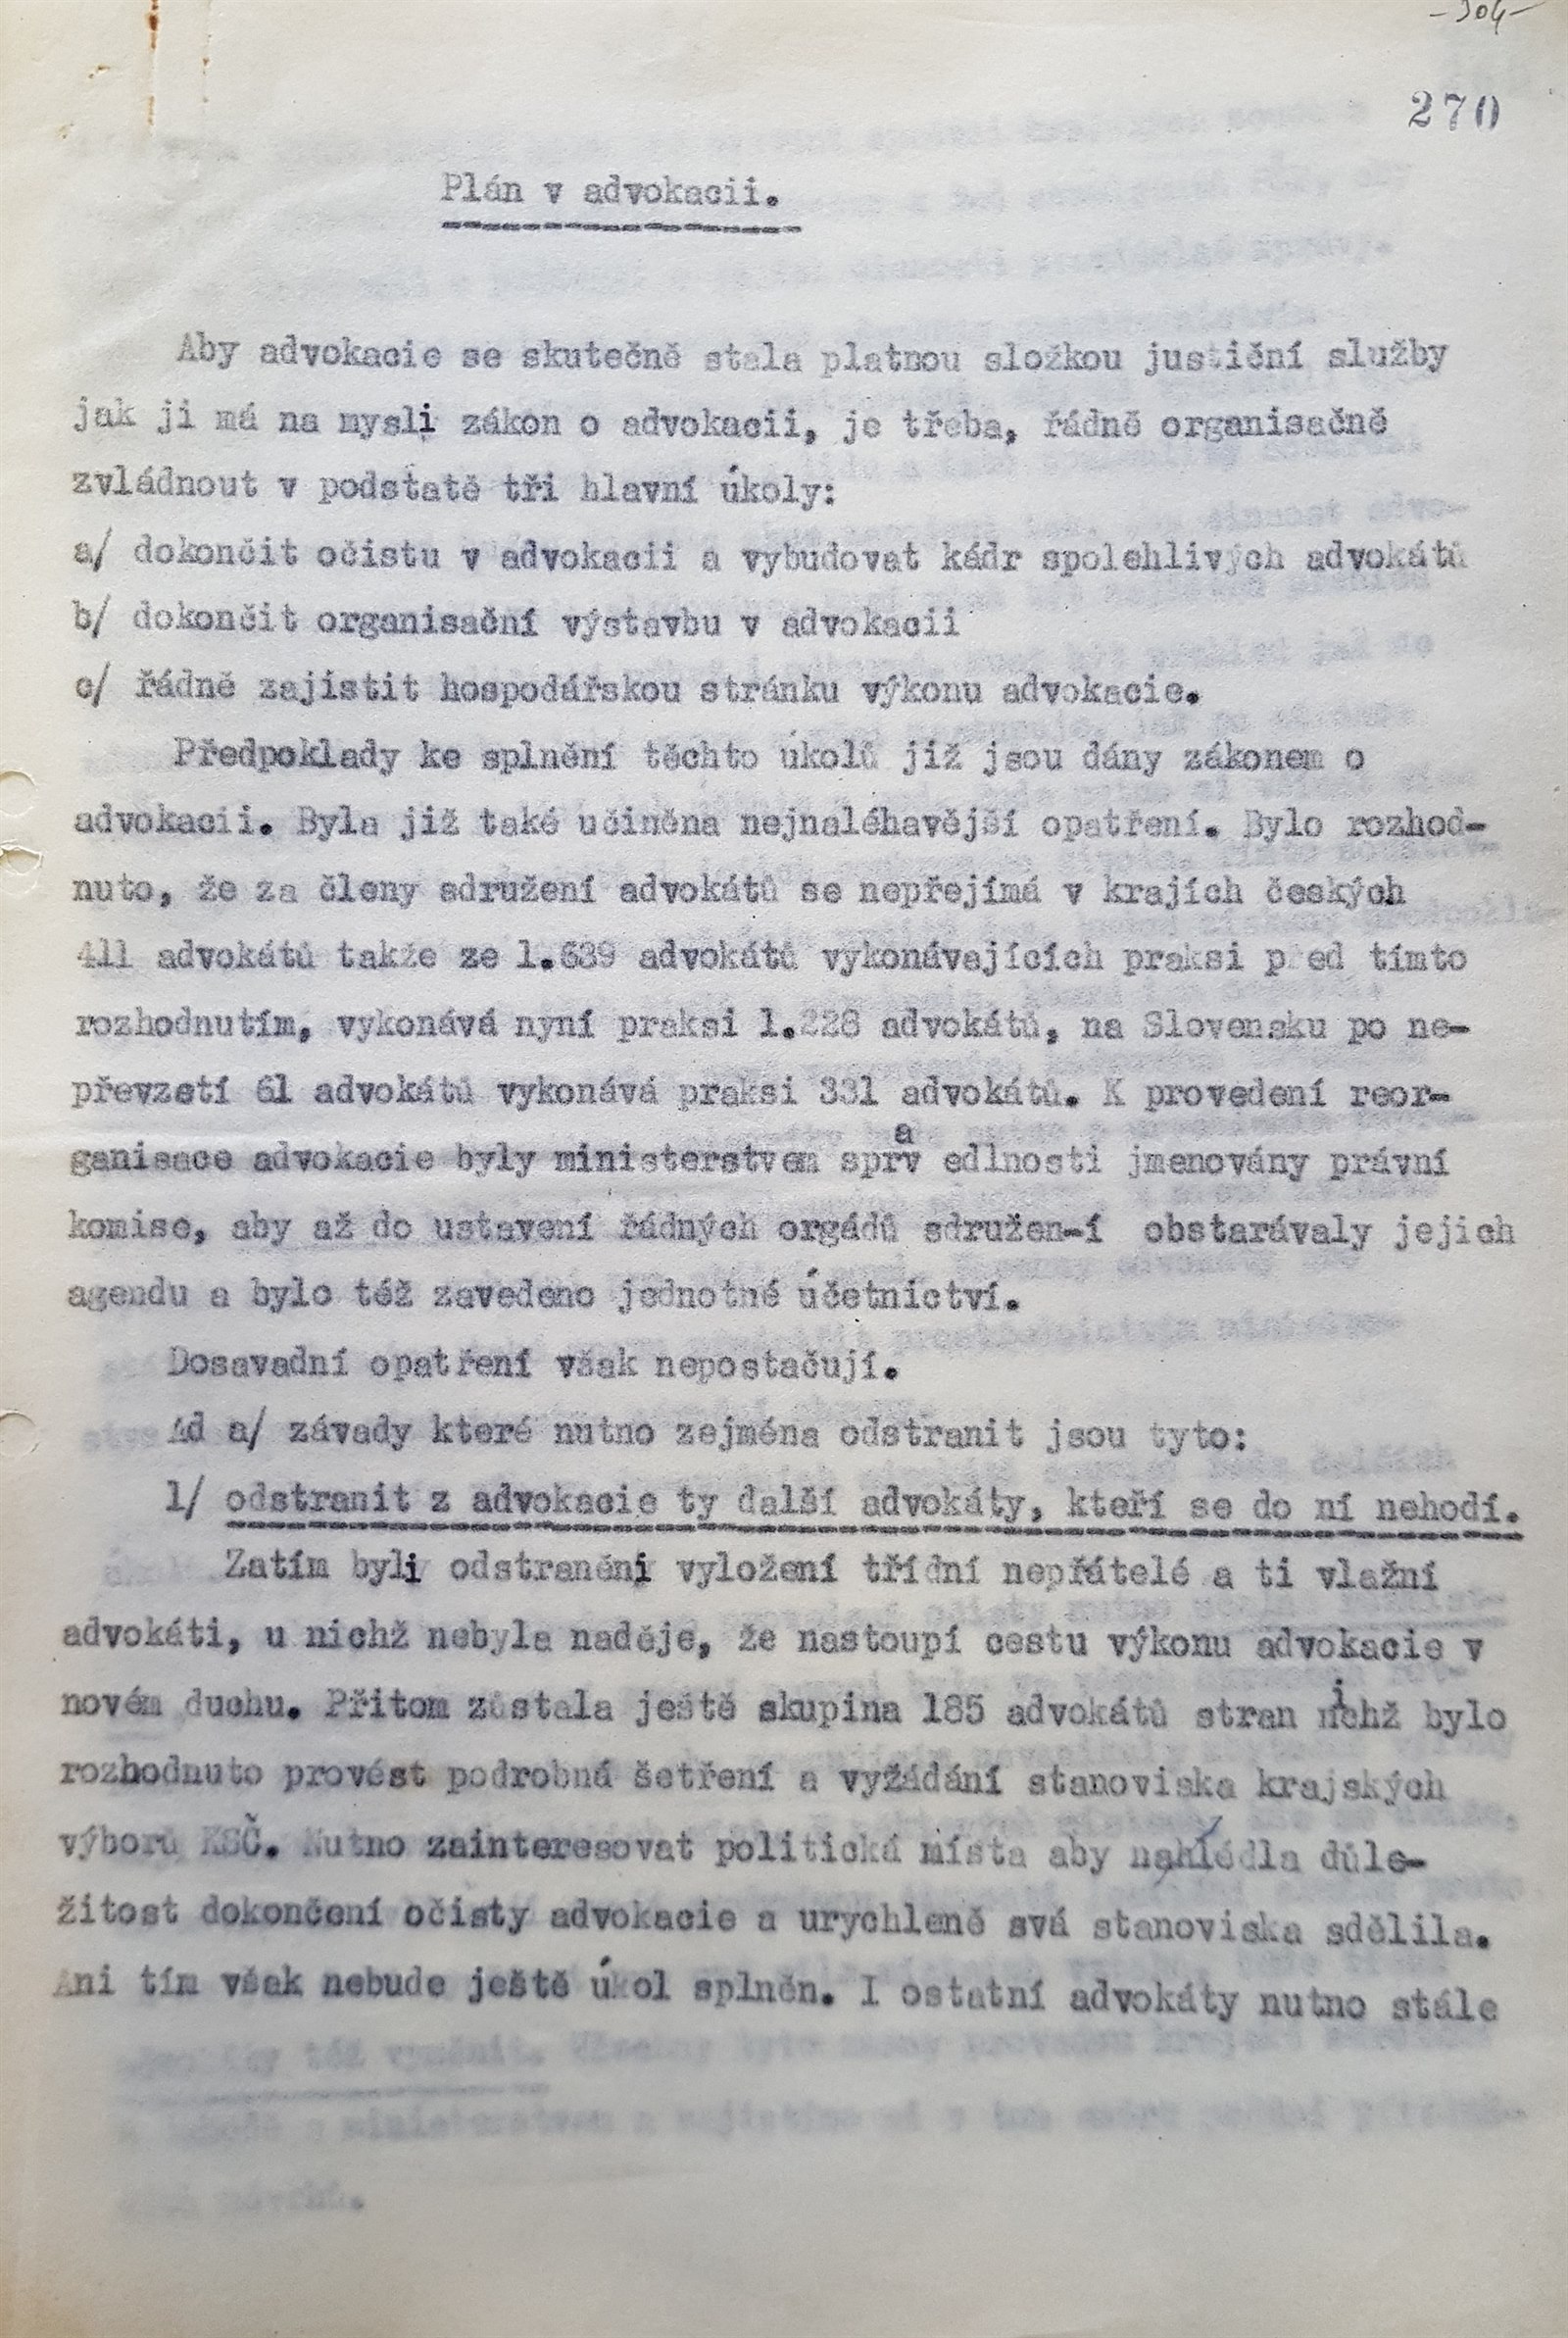 -304-
270
Plán v advokacii.
Aby advokacie se skutečně stala platnou složkou justiční služby
jak ji má na mysli zákon o advokacii, je třeba, řádně organisačně
zvládnout v podstatě tři hlavní úkoly:
a/ dokončit očistu v advokacii a vybudovat kádr spolehlivých advokátů
b/ dokončit organisační výstavbu v advokacii
c/ řádně zajistit hospodářskou stránku výkonu advokacie.
Předpoklady ke splnění těchto úkolů již jsou dány zákonem o
advokacii. Byla již také učiněna nejnaléhavější opatření. Bylo rozhod-
nuto, že za členy sdružení advokátů se nepřejímá v krajích českých
411 advokátů takže ze 1.639 advokátů vykonávajících praksi před tímto
rozhodnutím, vykonává nyní praksi 1.228 advokátů, na Slovensku po ne-
převzetí 61 advokátů vykonává praksi 331 advokátů. K provedení reor-
ganisace advokacie byly ministerstvem sprav edlnosti jmenovány právní
komise, aby až do ustavení řádných orgádů sdružen-í obstarávaly jejich
agendu a bylo též zavedeno jednotné účetnictví.
Dosavadní opatření však nepostačují.
Ad a/ závady které nutno zejména odstranit jsou tyto:
1/ odstranit z advokacie ty další advokáty, kteří se do ní nehodí.
Zatím byli odstraněni vyložení třídní nepřátelé a ti vlažní
advokáti, u nichž nebyla naděje, že nastoupí cestu výkonu advokacie v
novém duchu. Přitom zůstala ještě skupina 185 advokátů stran nichž bylo
rozhodnuto provést podrobná šetření a vyžádání stanoviska krajských
výborů KSČ. Nutno zainteresovat politická místa aby nahlédla důle-
žitost dokončení očisty advokacie a urychleně svá stanoviska sdělila.
Ani tím však nebude ještě úkol splněn. I ostatní advokáty nutno stále